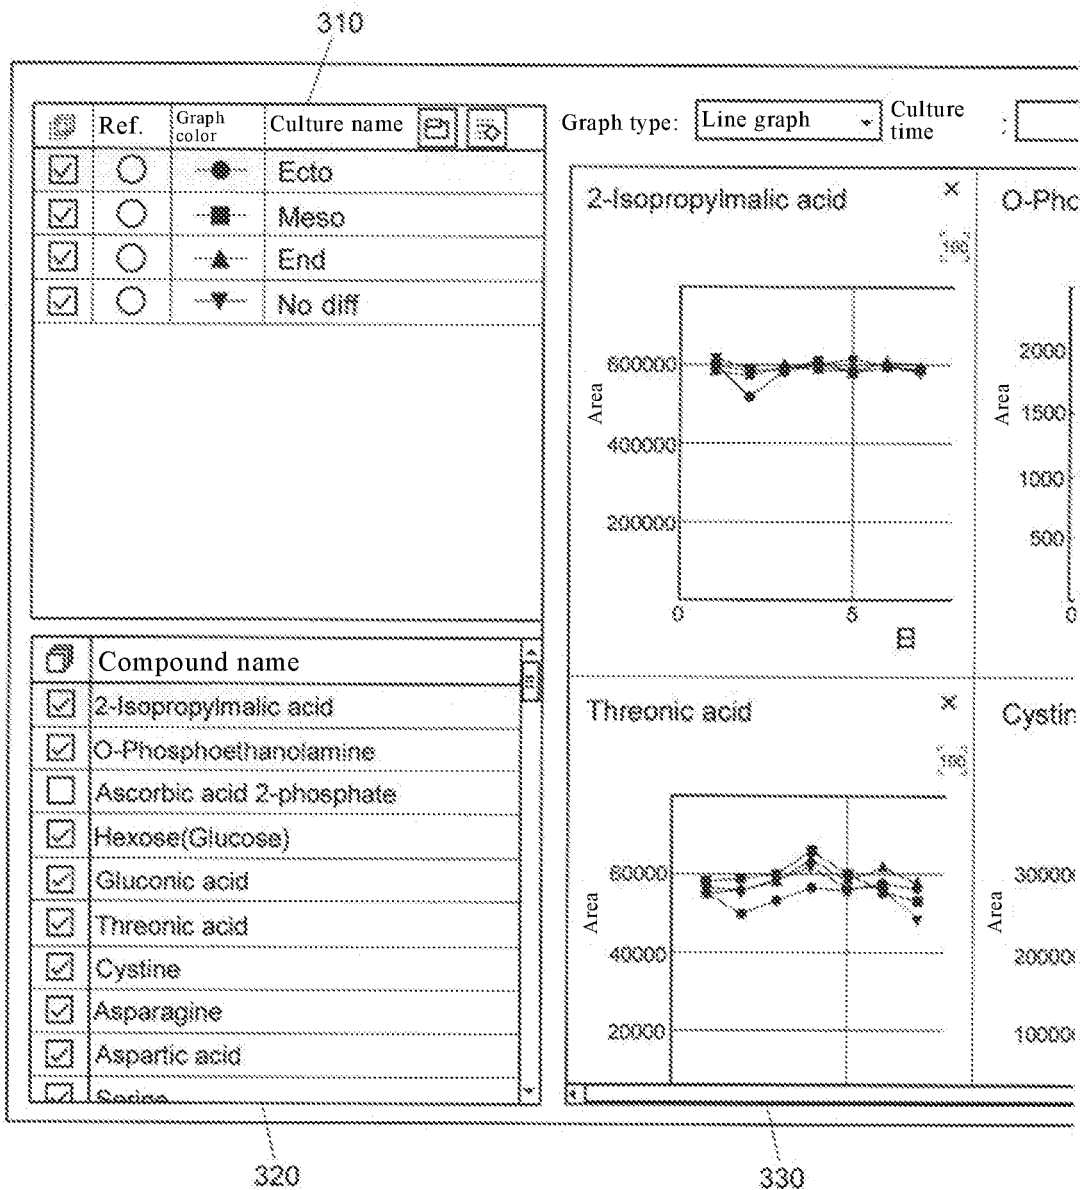 310
Ref.
Graph color
Culture name
Ecto
Meso
End
No diff
Graph type:
Line graph
Culture time
:
2-Isopropylmalic acid
×
O-Pho
Area
600000
400000
200000
0
5
Area
2000
1500
1000
500
0
Compound name
2-Isopropylmalic acid
O-Phosphoethanolamine
Ascorbic acid 2-phosphate
Hexose(Glucose)
Gluconic acid
Threonic acid
Cystine
Asparagine
Aspartic acid
Serine
Threonic acid
×
Cystin
Area
60000
40000
20000
Area
30000
20000
10000
320
330